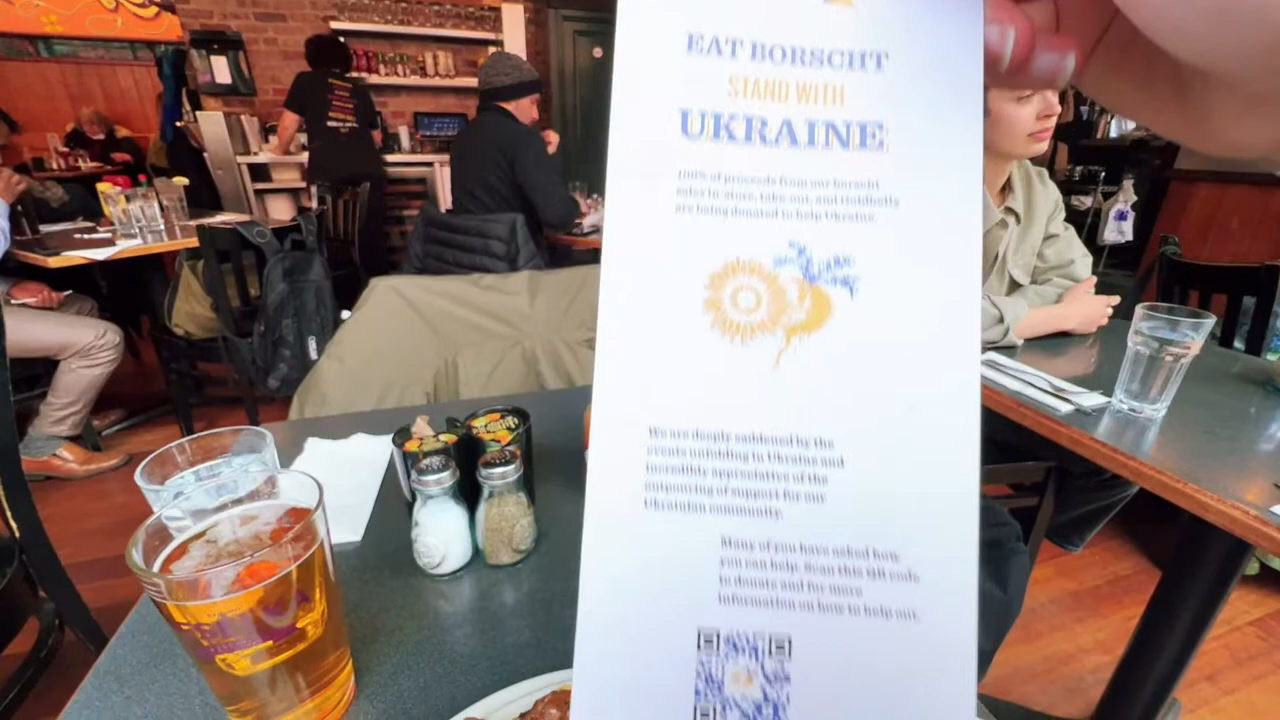 EAT BORSCHT
STAND WITH
UKRAINE
100% of proceeds from our borscht
sales in-store, take out, and Goldbelly
are being donated to help Ukraine.
We are deeply saddened by the
events unfolding in Ukraine and
incredibly appreciative of the
outpouring of support for our
Ukrainian community.
Many of you have asked how
you can help. Scan this QR code
to donate and for more
information on how to help out.